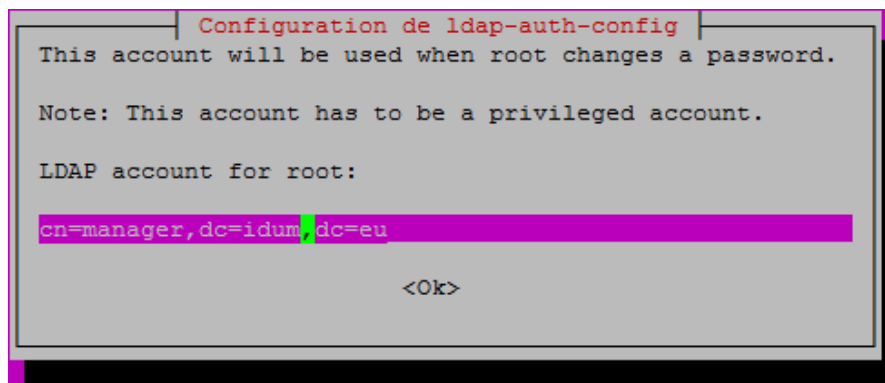 Configuration de ldap-auth-config
This account will be used when root changes a password.
Note: This account has to be a privileged account.
LDAP account for root:
cn=manager,dc=idum,dc=eu
<Ok>